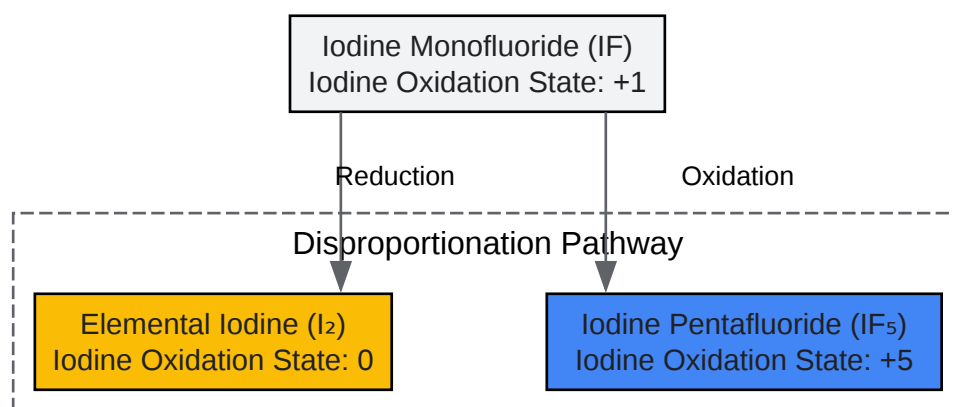 Iodine Monofluoride (IF)
Iodine Oxidation State: +1
Reduction
Oxidation
Disproportionation Pathway
Elemental Iodine (I₂)
Iodine Oxidation State: 0
Iodine Pentafluoride (IF₅)
Iodine Oxidation State: +5